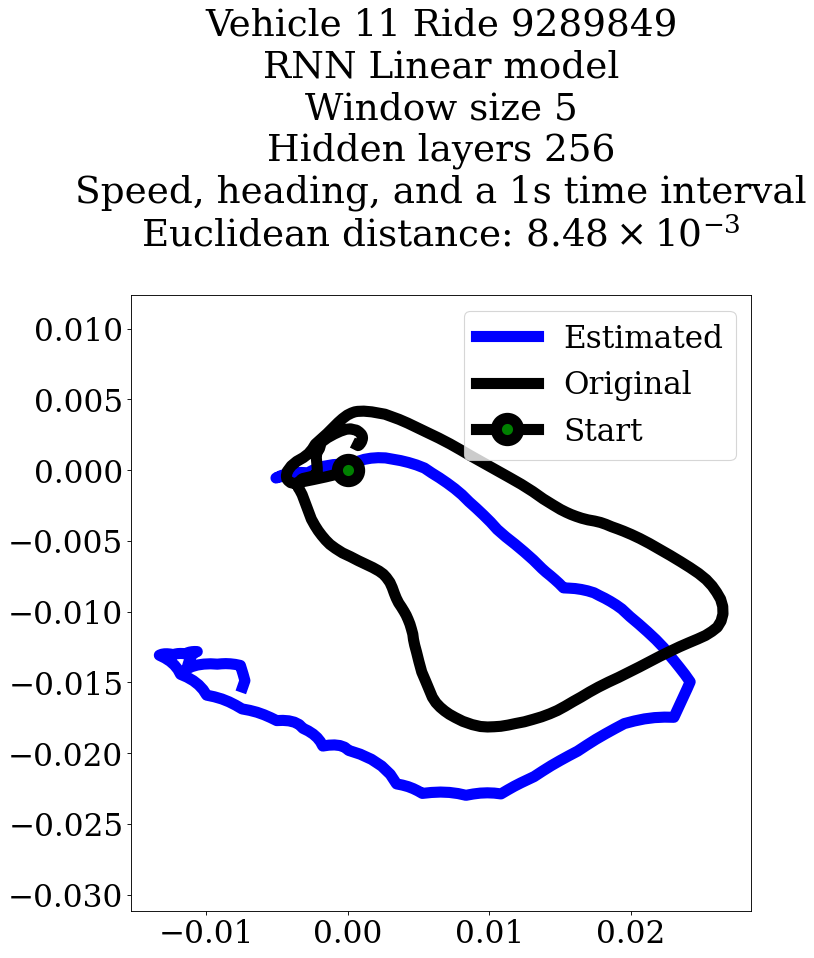 Vehicle 11 Ride 9289849
RNN Linear model
Window size 5
Hidden layers 256
Speed, heading, and a 1s time interval
Euclidean distance: 8.48 × 10⁻³
Estimated
Original
Start
0.010
0.005
0.000
−0.005
−0.010
−0.015
−0.020
−0.025
−0.030
−0.01
0.00
0.01
0.02